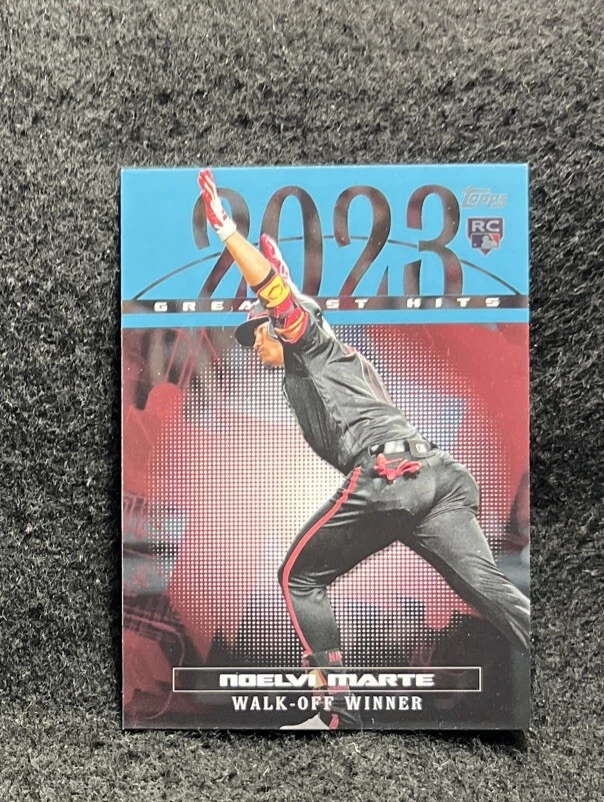 2023
Topps
RC
GREATEST HITS
NOELVI MARTE
WALK-OFF WINNER